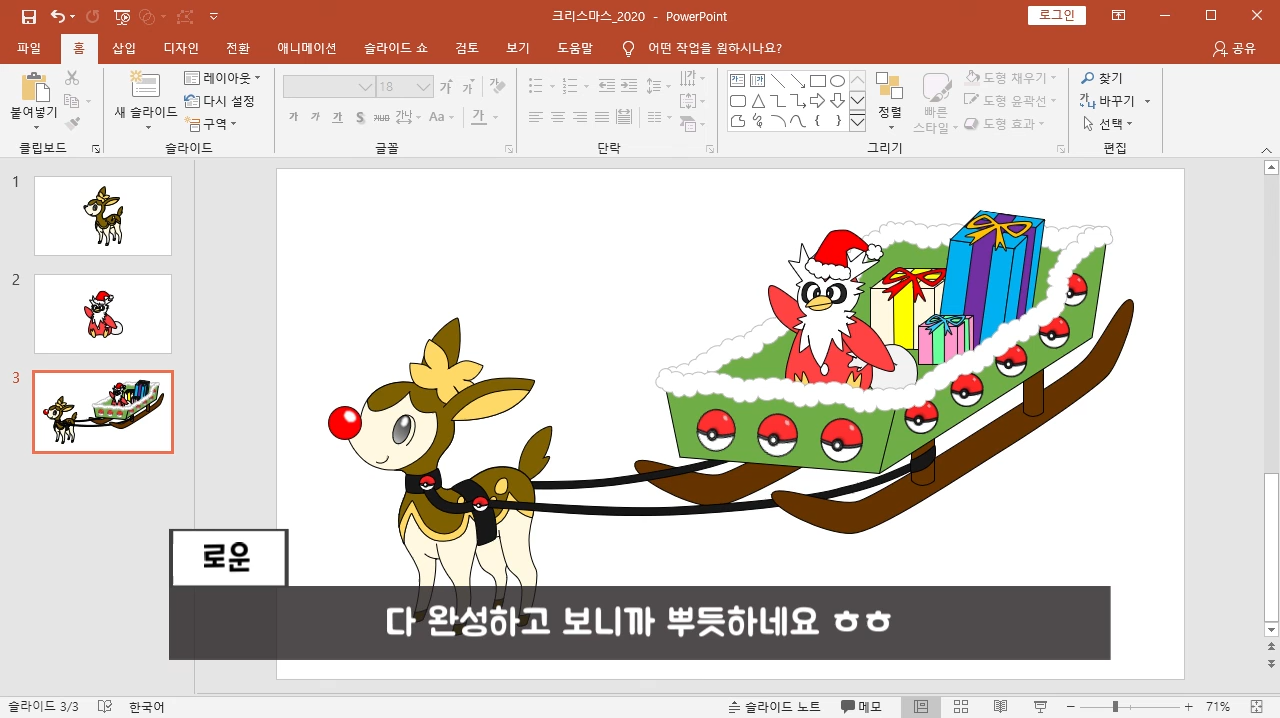 크리스마스_2020 - PowerPoint
로그인
파일 홈 삽입 디자인 전환 애니메이션 슬라이드 쇼 검토 보기 도움말 어떤 작업을 원하시나요? 공유
붙여넣기
클립보드
새 슬라이드
레이아웃
다시 설정
구역
슬라이드
18
가 가 가 S abc 간 Aa 가
글꼴
단락
정렬
빠른 스타일
도형 채우기
도형 윤곽선
도형 효과
그리기
찾기
바꾸기
선택
편집
1
2
3
로운
다 완성하고 보니까 뿌듯하네요 ㅎㅎ
슬라이드 3/3 한국어 슬라이드 노트 메모 71%